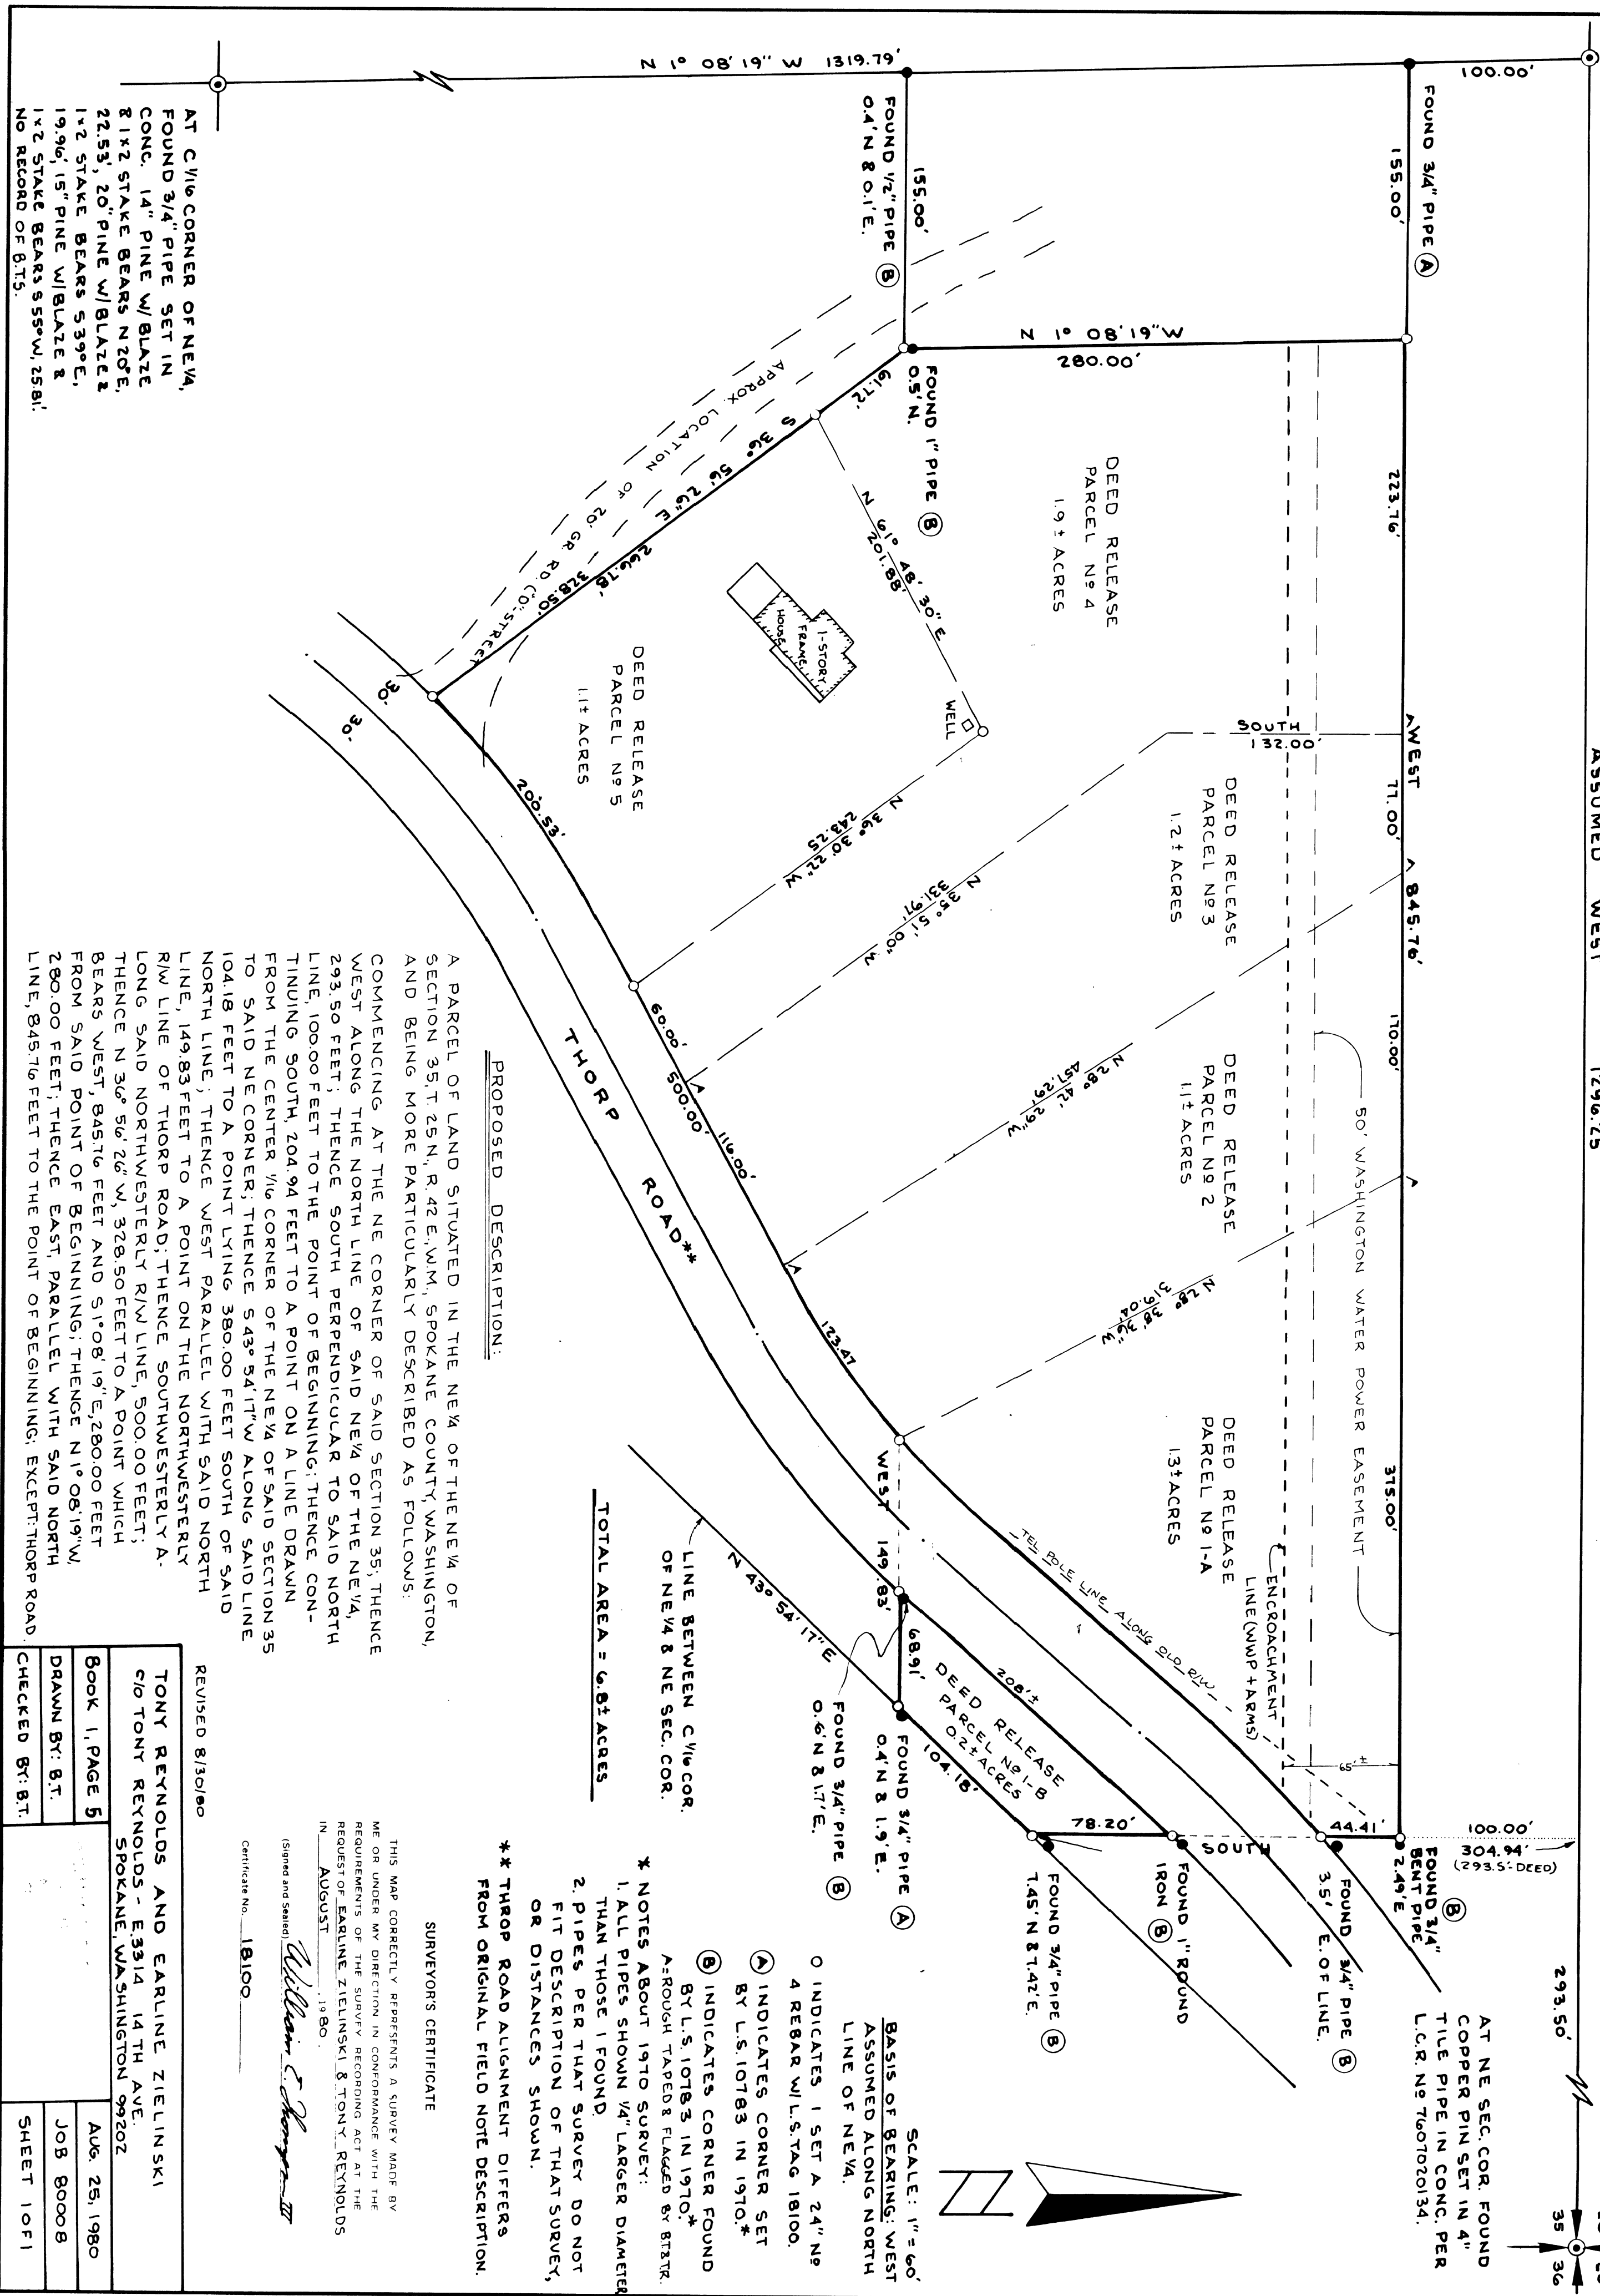 ASSUMED WEST 1296.25
293.50'
35 36
AT NE SEC. COR. FOUND
COPPER PIN SET IN 4"
TILE PIPE IN CONC. PER
L.C.R. Nº 7607020134.
100.00'
FOUND 3/4" PIPE Ⓐ
155.00'
223.76'
WEST
77.00'
845.76'
170.00'
375.00'
100.00'
304.94'
(293.5'-DEED)
N 1° 08' 19" W 1319.79'
155.00'
FOUND 1/2" PIPE Ⓑ
0.4' N & 0.1' E.
N 1° 08' 19" W
280.00'
FOUND 1" PIPE Ⓑ
0.5' N.
61.72'
S 36° 56' 26" E
266.78'
328.50'
APPROX. LOCATION OF 20' GR. RD. ("D"-STREET
DEED RELEASE
PARCEL Nº 4
1.9 ± ACRES
N 61° 48' 30" E
201.88'
1-STORY
FRAME
HOUSE
WELL
DEED RELEASE
PARCEL Nº 5
1.1 ± ACRES
SOUTH
132.00'
N 36° 30' 22" W
243.25
N 35° 51' 00" W
331.97'
DEED RELEASE
PARCEL Nº 3
1.2 ± ACRES
N 28° 42' 29" W
457.29'
DEED RELEASE
PARCEL Nº 2
1.1 ± ACRES
50' WASHINGTON WATER POWER EASEMENT
N 28° 38' 36" W
319.04'
DEED RELEASE
PARCEL Nº 1-A
1.3 ± ACRES
ENCROACHMENT
LINE (WWP + ARMS)
65'±
TEL POLE LINE ALONG OLD R/W
30'
30'
200.53'
60.00'
500.00'
116.00'
123.47
THORP ROAD**
WEST
149.83'
68.91'
208'±
DEED RELEASE
PARCEL Nº 1-B
0.2 ± ACRES
104.18'
78.20'
SOUTH
44.41'
FOUND 3/4" Ⓑ
BENT PIPE
2.49' E
FOUND 3/4" PIPE Ⓑ
3.5' E. OF LINE.
FOUND 1" ROUND
IRON Ⓑ
FOUND 3/4" PIPE Ⓑ
7.45' N & 7.42' E.
FOUND 3/4" PIPE Ⓐ
0.4' N & 1.9' E.
FOUND 3/4" PIPE Ⓑ
0.6' N & 1.7' E.
N 43° 54' 17" E
LINE BETWEEN C 1/16 COR.
OF NE 1/4 & NE SEC. COR.
TOTAL AREA = 6.8± ACRES
AT C 1/16 CORNER OF NE 1/4,
FOUND 3/4" PIPE SET IN
CONC. 14" PINE W/ BLAZE
& 1×2 STAKE BEARS N 20° E,
22.53', 20" PINE W/ BLAZE &
1×2 STAKE BEARS S 39° E,
19.96', 15" PINE W/ BLAZE &
1×2 STAKE BEARS S 55° W, 25.81'.
NO RECORD OF B.T.S.
PROPOSED DESCRIPTION:
A PARCEL OF LAND SITUATED IN THE NE 1/4 OF THE NE 1/4 OF
SECTION 35, T. 25 N., R. 42 E., W.M., SPOKANE COUNTY, WASHINGTON,
AND BEING MORE PARTICULARLY DESCRIBED AS FOLLOWS:
COMMENCING AT THE NE CORNER OF SAID SECTION 35; THENCE
WEST ALONG THE NORTH LINE OF SAID NE 1/4 OF THE NE 1/4,
293.50 FEET; THENCE SOUTH PERPENDICULAR TO SAID NORTH
LINE, 100.00 FEET TO THE POINT OF BEGINNING; THENCE CON-
TINUING SOUTH, 204.94 FEET TO A POINT ON A LINE DRAWN
FROM THE CENTER 1/16 CORNER OF THE NE 1/4 OF SAID SECTION 35
TO SAID NE CORNER; THENCE S 43° 54' 17" W ALONG SAID LINE
104.18 FEET TO A POINT LYING 380.00 FEET SOUTH OF SAID
NORTH LINE; THENCE WEST PARALLEL WITH SAID NORTH
LINE, 149.83 FEET TO A POINT ON THE NORTHWESTERLY
R/W LINE OF THORP ROAD; THENCE SOUTHWESTERLY A-
LONG SAID NORTHWESTERLY R/W LINE, 500.00 FEET;
THENCE N 36° 56' 26" W, 328.50 FEET TO A POINT WHICH
BEARS WEST, 845.76 FEET AND S 1° 08' 19" E, 280.00 FEET
FROM SAID POINT OF BEGINNING; THENCE N 1° 08' 19" W,
280.00 FEET; THENCE EAST, PARALLEL WITH SAID NORTH
LINE, 845.76 FEET TO THE POINT OF BEGINNING; EXCEPT: THORP ROAD.
SCALE: 1" = 60'
BASIS OF BEARING: WEST
ASSUMED ALONG NORTH
LINE OF NE 1/4.
O INDICATES I SET A 24" Nº
4 REBAR W/ L.S. TAG 18100.
Ⓐ INDICATES CORNER SET
BY L.S. 10783 IN 1970.*
Ⓑ INDICATES CORNER FOUND
BY L.S. 10783 IN 1970.*
A = ROUGH TAPED & FLAGGED BY BT & TR.
* NOTES ABOUT 1970 SURVEY:
1. ALL PIPES SHOWN 1/4" LARGER DIAMETER
THAN THOSE I FOUND.
2. PIPES PER THAT SURVEY DO NOT
FIT DESCRIPTION OF THAT SURVEY,
OR DISTANCES SHOWN.
** THROP ROAD ALIGNMENT DIFFERS
FROM ORIGINAL FIELD NOTE DESCRIPTION.
SURVEYOR'S CERTIFICATE
THIS MAP CORRECTLY REPRESENTS A SURVEY MADE BY
ME OR UNDER MY DIRECTION IN CONFORMANCE WITH THE
REQUIREMENTS OF THE SURVEY RECORDING ACT AT THE
REQUEST OF EARLINE ZIELINSKI & TONY REYNOLDS
IN AUGUST, 1980.
(Signed and Sealed) William E.
Certificate No. 18100
REVISED 8/30/80
TONY REYNOLDS AND EARLINE ZIELINSKI
C/O TONY REYNOLDS - E. 3314 14 TH AVE.
SPOKANE, WASHINGTON 99202
BOOK 1, PAGE 5
DRAWN BY: B.T.
CHECKED BY: B.T.
AUG. 25, 1980
JOB 80008
SHEET 1 OF 1